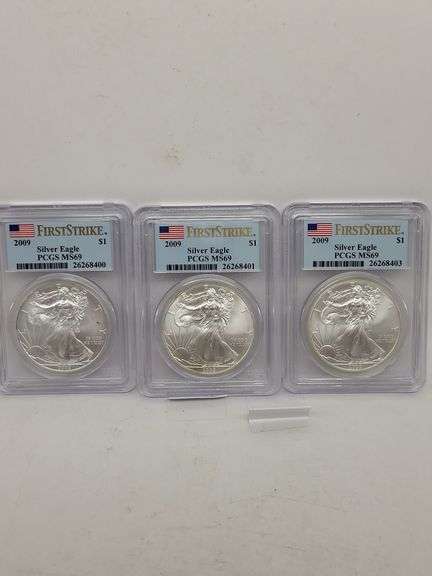 FIRSTSTRIKE
2009 $1
Silver Eagle
PCGS MS69
26268400
FIRSTSTRIKE
2009 $1
Silver Eagle
PCGS MS69
26268401
FIRSTSTRIKE
2009 $1
Silver Eagle
PCGS MS69
26268403